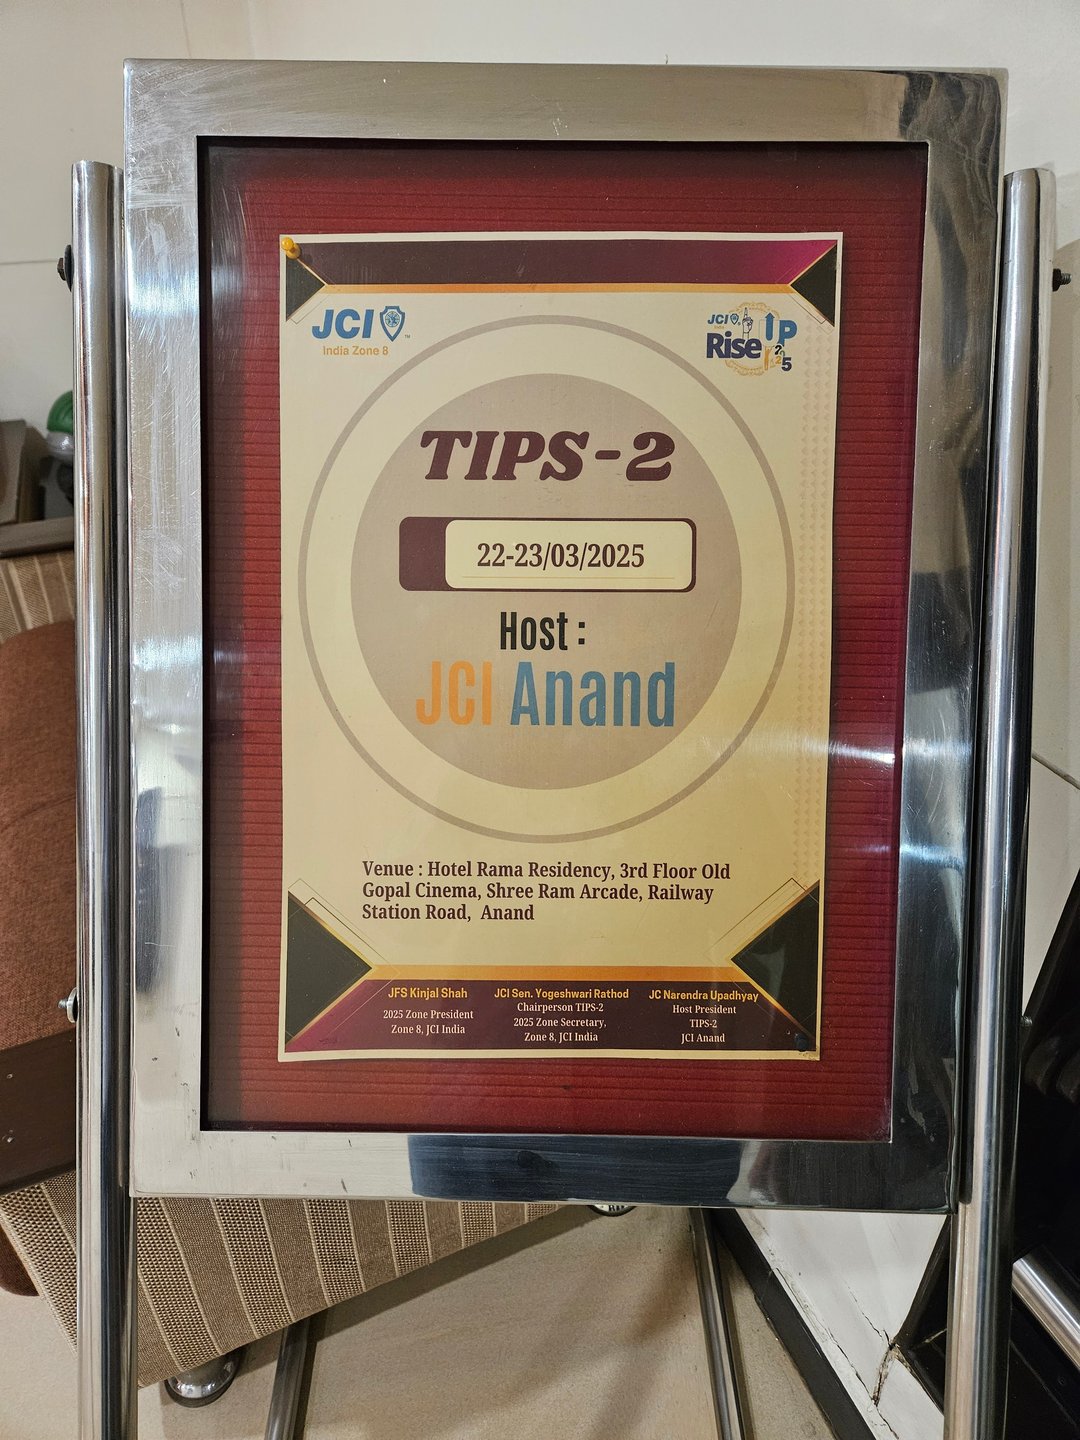 JCI
India Zone 8
JCI
India
Rise UP
2025
TIPS-2
22-23/03/2025
Host :
JCI Anand
Venue : Hotel Rama Residency, 3rd Floor Old
Gopal Cinema, Shree Ram Arcade, Railway
Station Road, Anand
JFS Kinjal Shah
2025 Zone President
Zone 8, JCI India
JCI Sen. Yogeshwari Rathod
Chairperson TIPS-2
2025 Zone Secretary,
Zone 8, JCI India
JC Narendra Upadhyay
Host President
TIPS-2
JCI Anand